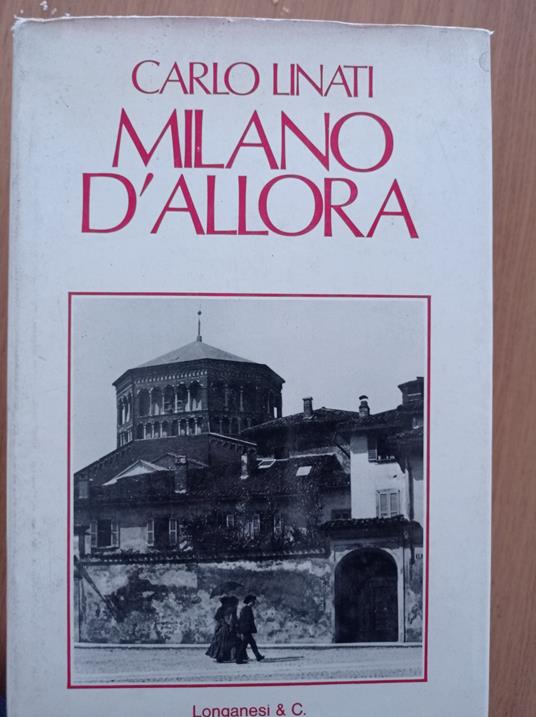 CARLO LINATI
MILANO
D'ALLORA
Longanesi & C.